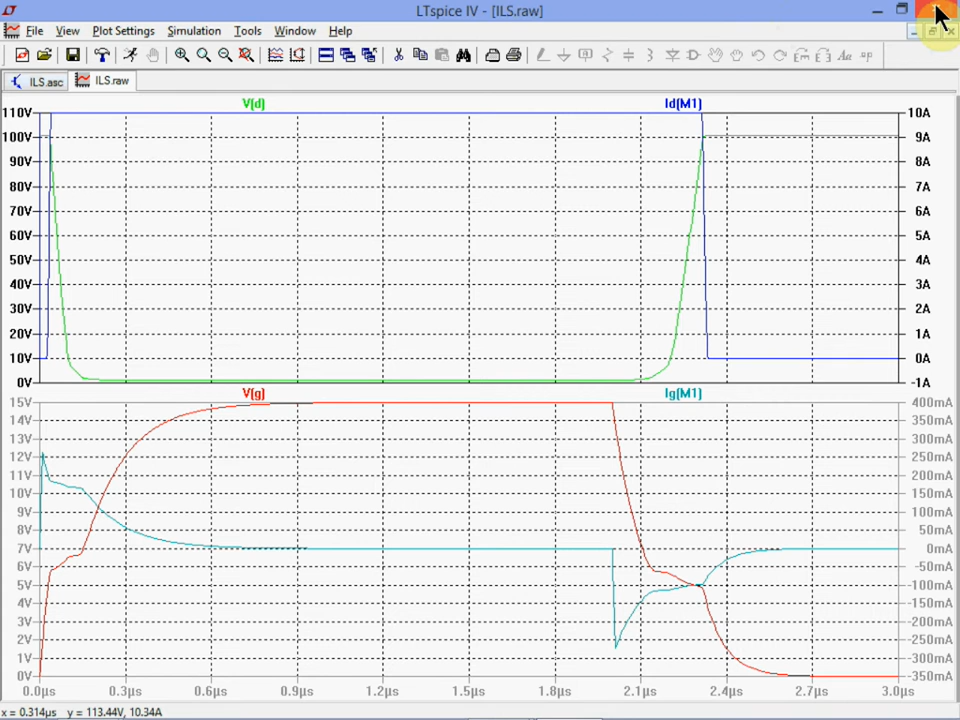 LTspice IV - [ILS.raw]
File View Plot Settings Simulation Tools Window Help
ILS.asc ILS.raw
V(d) Id(M1)
110V 10A
100V 9A
90V 8A
80V 7A
70V 6A
60V 5A
50V 4A
40V 3A
30V 2A
20V 1A
10V 0A
0V -1A
V(g) Ig(M1)
15V 400mA
14V 350mA
13V 300mA
12V 250mA
11V 200mA
10V 150mA
9V 100mA
8V 50mA
7V 0mA
6V -50mA
5V -100mA
4V -150mA
3V -200mA
2V -250mA
1V -300mA
0V -350mA
0.0µs 0.3µs 0.6µs 0.9µs 1.2µs 1.5µs 1.8µs 2.1µs 2.4µs 2.7µs 3.0µs
x = 0.314µs y = 113.44V, 10.34A